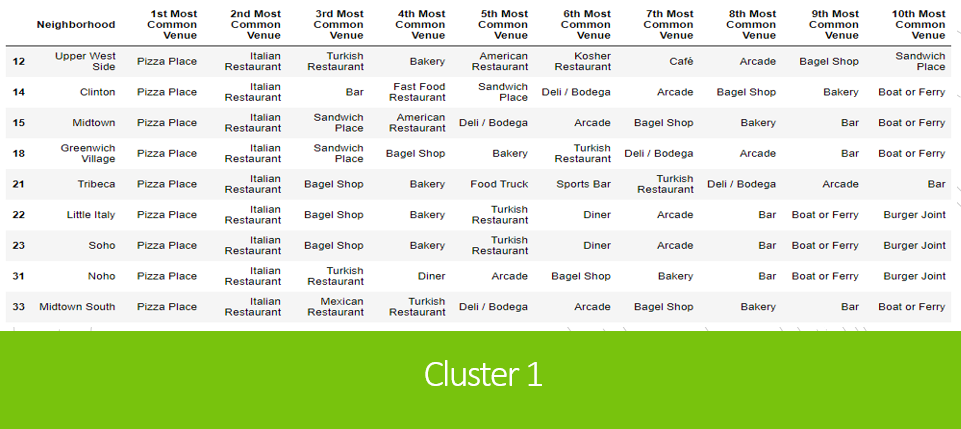 Neighborhood 1st Most Common Venue 2nd Most Common Venue 3rd Most Common Venue 4th Most Common Venue 5th Most Common Venue 6th Most Common Venue 7th Most Common Venue 8th Most Common Venue 9th Most Common Venue 10th Most Common Venue
12 Upper West Side Pizza Place Italian Restaurant Turkish Restaurant Bakery American Restaurant Kosher Restaurant Café Arcade Bagel Shop Sandwich Place
14 Clinton Pizza Place Italian Restaurant Bar Fast Food Restaurant Sandwich Place Deli / Bodega Arcade Bagel Shop Bakery Boat or Ferry
15 Midtown Pizza Place Italian Restaurant Sandwich Place American Restaurant Deli / Bodega Arcade Bagel Shop Bakery Bar Boat or Ferry
18 Greenwich Village Pizza Place Italian Restaurant Sandwich Place Bagel Shop Bakery Turkish Restaurant Deli / Bodega Arcade Bar Boat or Ferry
21 Tribeca Pizza Place Italian Restaurant Bagel Shop Bakery Food Truck Sports Bar Turkish Restaurant Deli / Bodega Arcade Bar
22 Little Italy Pizza Place Italian Restaurant Bagel Shop Bakery Turkish Restaurant Diner Arcade Bar Boat or Ferry Burger Joint
23 Soho Pizza Place Italian Restaurant Bagel Shop Bakery Turkish Restaurant Diner Arcade Bar Boat or Ferry Burger Joint
31 Noho Pizza Place Italian Restaurant Turkish Restaurant Diner Arcade Bagel Shop Bakery Bar Boat or Ferry Burger Joint
33 Midtown South Pizza Place Italian Restaurant Mexican Restaurant Turkish Restaurant Deli / Bodega Arcade Bagel Shop Bakery Bar Boat or Ferry
Cluster 1